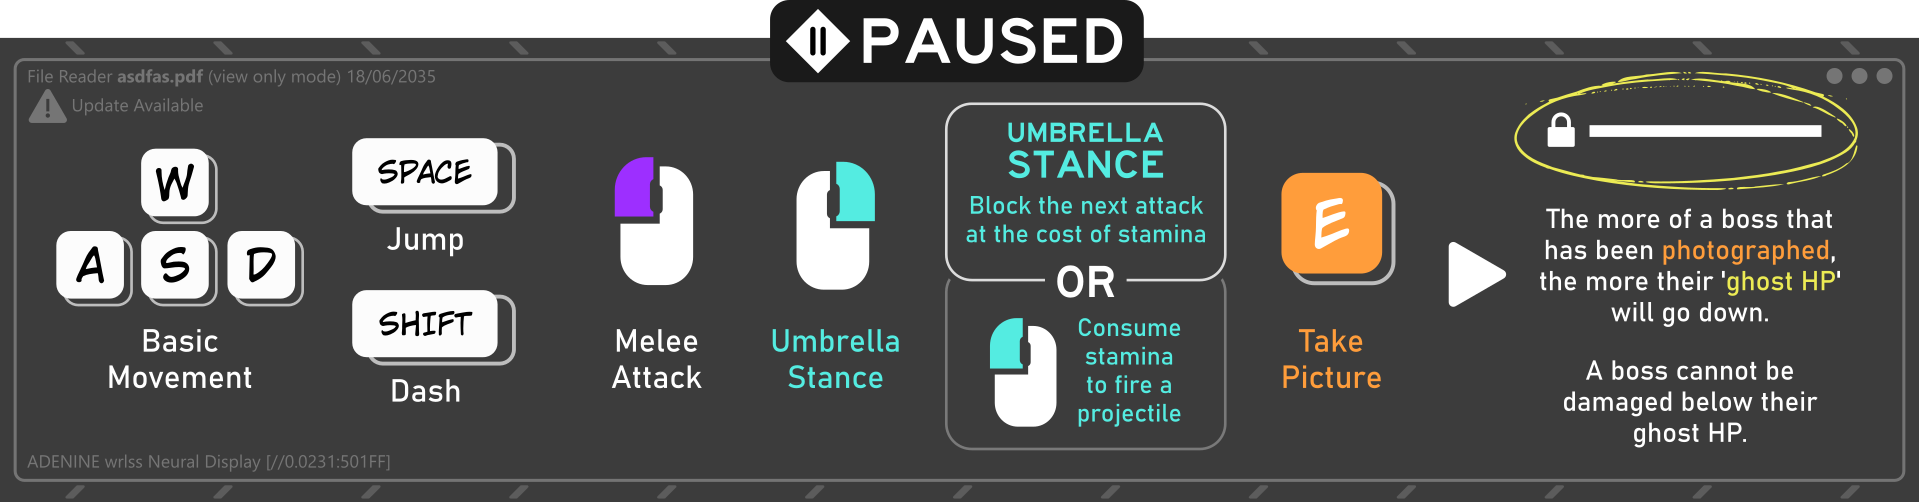 PAUSED
File Reader asdfas.pdf (view only mode) 18/06/2035
Update Available
W
A S D
Basic
Movement
SPACE
Jump
SHIFT
Dash
Melee
Attack
Umbrella
Stance
UMBRELLA
STANCE
Block the next attack
at the cost of stamina
OR
Consume
stamina
to fire a
projectile
E
Take
Picture
The more of a boss that
has been photographed,
the more their 'ghost HP'
will go down.
A boss cannot be
damaged below their
ghost HP.
ADENINE wrlss Neural Display [//0.0231:501FF]